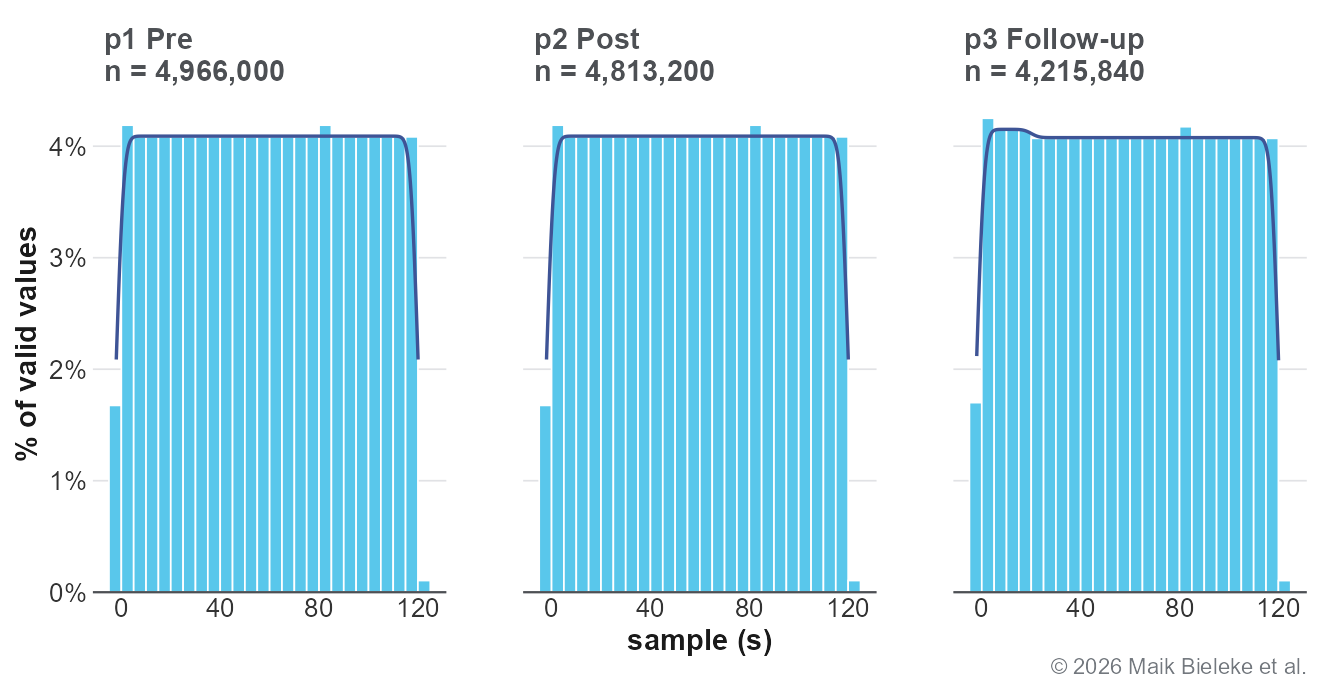 p1 Pre
n = 4,966,000
p2 Post
n = 4,813,200
p3 Follow-up
n = 4,215,840
% of valid values
4%
3%
2%
1%
0%
0 40 80 120
0 40 80 120
0 40 80 120
sample (s)
© 2026 Maik Bieleke et al.